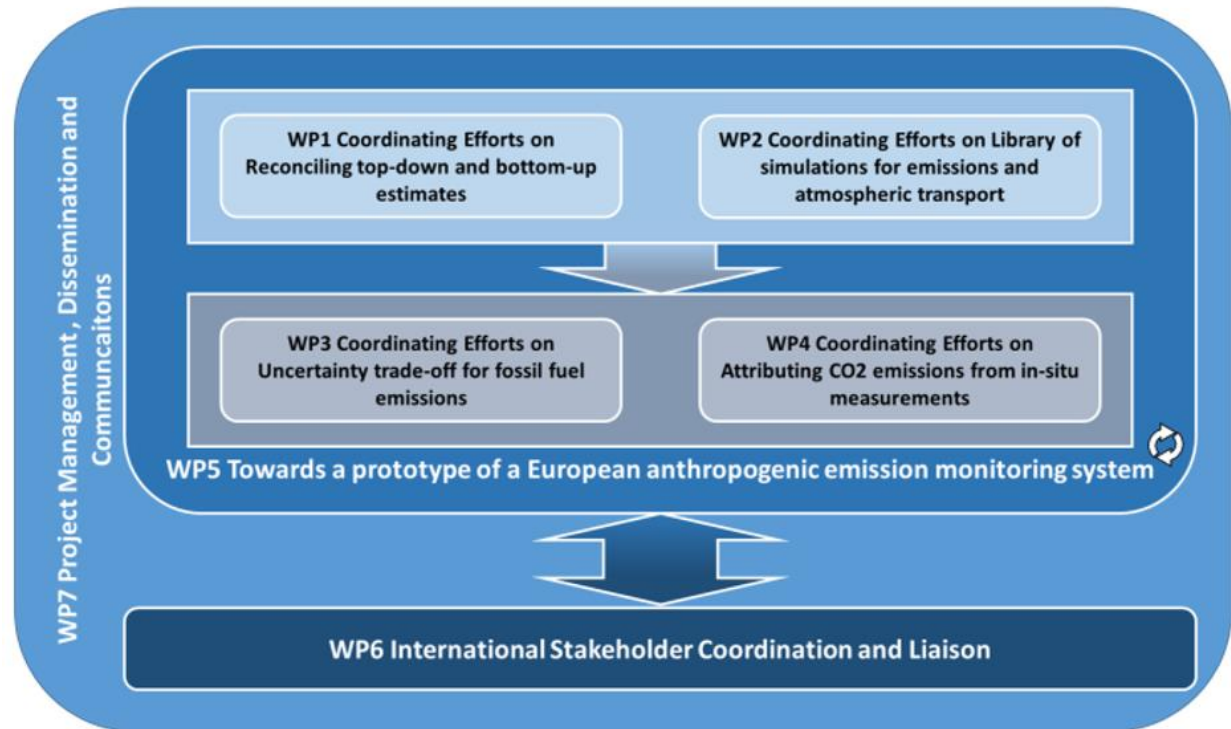 WP7 Project Management , Dissemination and
Communcaitons
WP1 Coordinating Efforts on
Reconciling top-down and bottom-up
estimates
WP2 Coordinating Efforts on Library of
simulations for emissions and
atmospheric transport
WP3 Coordinating Efforts on
Uncertainty trade-off for fossil fuel
emissions
WP4 Coordinating Efforts on
Attributing CO2 emissions from in-situ
measurements
WP5 Towards a prototype of a European anthropogenic emission monitoring system
WP6 International Stakeholder Coordination and Liaison